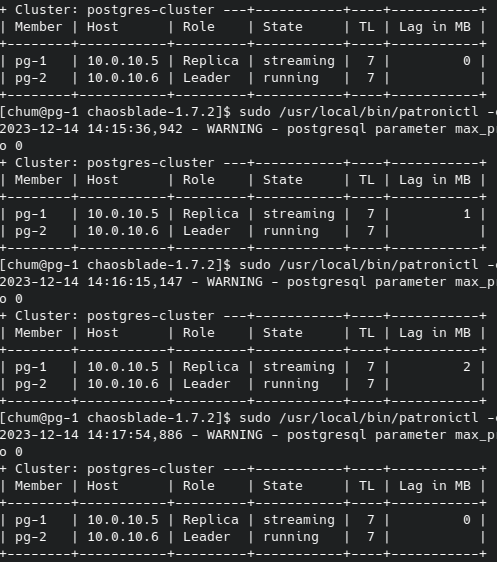 + Cluster: postgres-cluster ---+-----------+----+-----------+
| Member | Host      | Role    | State     | TL | Lag in MB |
+--------+-----------+---------+-----------+----+-----------+
| pg-1   | 10.0.10.5 | Replica | streaming |  7 |         0 |
| pg-2   | 10.0.10.6 | Leader  | running   |  7 |           |
+--------+-----------+---------+-----------+----+-----------+
[chum@pg-1 chaosblade-1.7.2]$ sudo /usr/local/bin/patronictl -
2023-12-14 14:15:36,942 - WARNING - postgresql parameter max_p
o 0
+ Cluster: postgres-cluster ---+-----------+----+-----------+
| Member | Host      | Role    | State     | TL | Lag in MB |
+--------+-----------+---------+-----------+----+-----------+
| pg-1   | 10.0.10.5 | Replica | streaming |  7 |         1 |
| pg-2   | 10.0.10.6 | Leader  | running   |  7 |           |
+--------+-----------+---------+-----------+----+-----------+
[chum@pg-1 chaosblade-1.7.2]$ sudo /usr/local/bin/patronictl -
2023-12-14 14:16:15,147 - WARNING - postgresql parameter max_p
o 0
+ Cluster: postgres-cluster ---+-----------+----+-----------+
| Member | Host      | Role    | State     | TL | Lag in MB |
+--------+-----------+---------+-----------+----+-----------+
| pg-1   | 10.0.10.5 | Replica | streaming |  7 |         2 |
| pg-2   | 10.0.10.6 | Leader  | running   |  7 |           |
+--------+-----------+---------+-----------+----+-----------+
[chum@pg-1 chaosblade-1.7.2]$ sudo /usr/local/bin/patronictl -
2023-12-14 14:17:54,886 - WARNING - postgresql parameter max_p
o 0
+ Cluster: postgres-cluster ---+-----------+----+-----------+
| Member | Host      | Role    | State     | TL | Lag in MB |
+--------+-----------+---------+-----------+----+-----------+
| pg-1   | 10.0.10.5 | Replica | streaming |  7 |         0 |
| pg-2   | 10.0.10.6 | Leader  | running   |  7 |           |
+--------+-----------+---------+-----------+----+-----------+